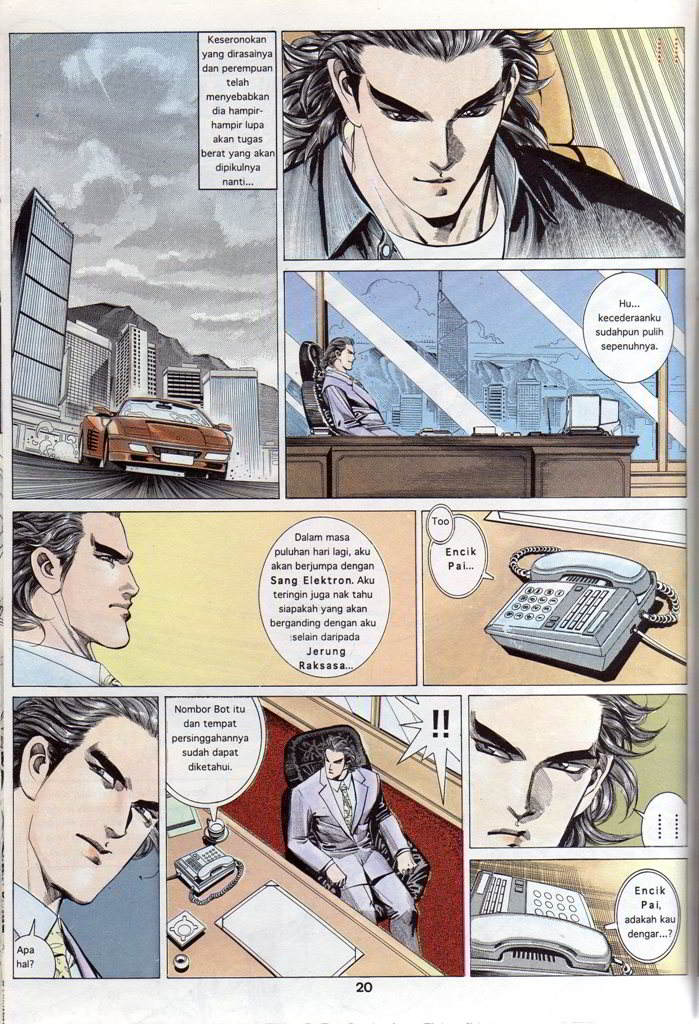 Keseronokan
yang dirasainya
dan perempuan
telah
menyebabkan
dia hampir-
hampir lupa
akan tugas
berat yang akan
dipikulnya
nanti...
Hu...
kecederaanku
sudahpun pulih
sepenuhnya.
Dalam masa
puluhan hari lagi, aku
akan berjumpa dengan
Sang Elektron. Aku
teringin juga nak tahu
siapakah yang akan
berganding dengan aku
selain daripada
Jerung
Raksasa...
Too
Encik
Pai...
Apa
hal?
Nombor Bot itu
dan tempat
persinggahannya
sudah dapat
diketahui.
!!
Encik
Pai,
adakah kau
dengar...?
20